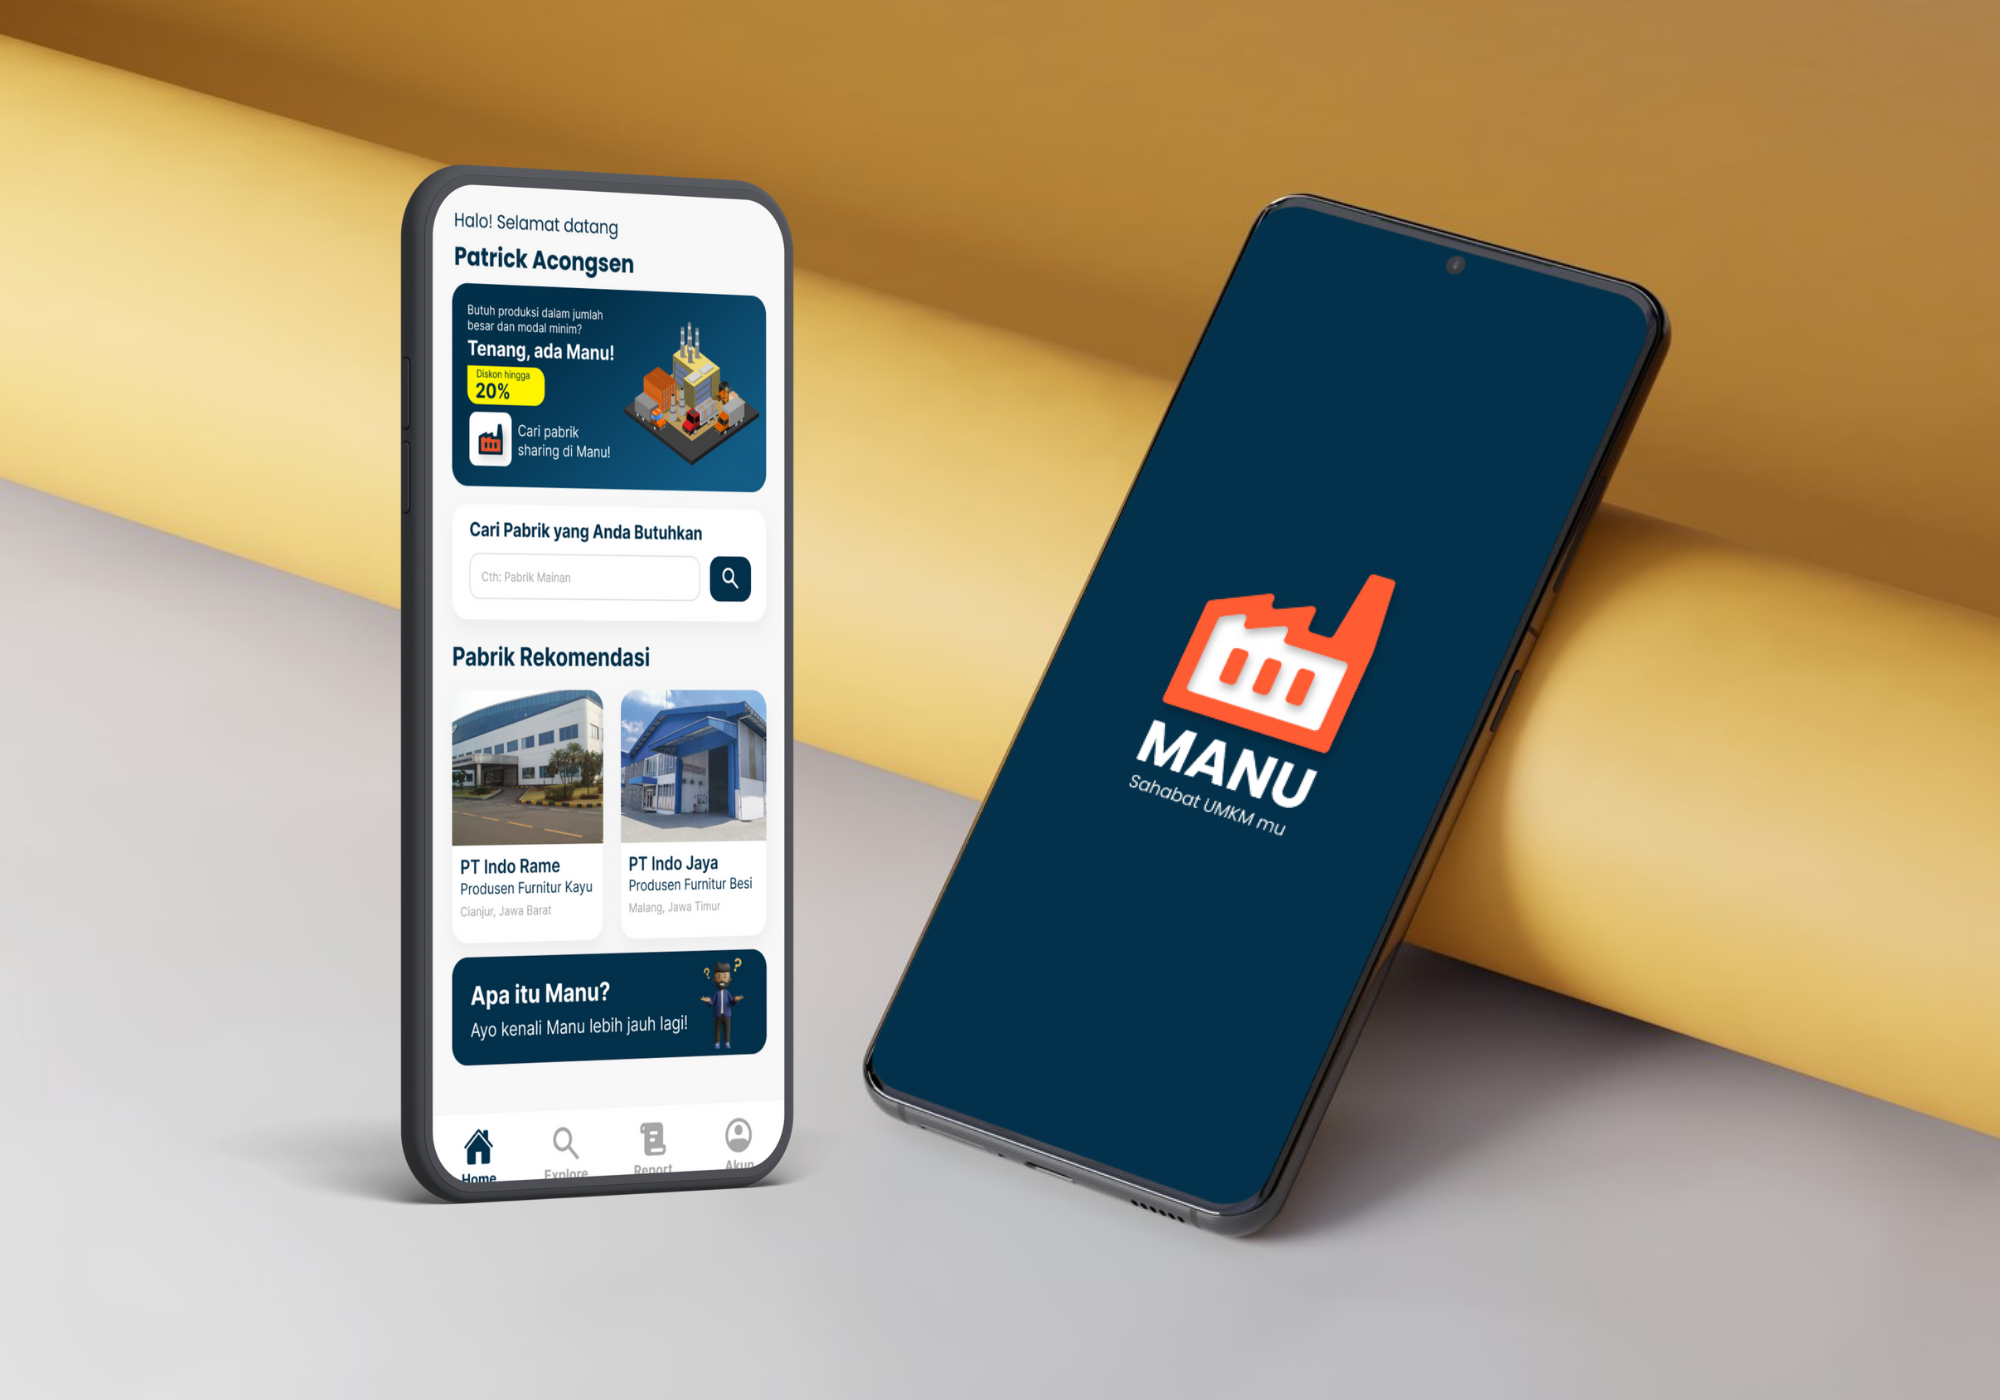 Halo! Selamat datang
Patrick Acongsen
Butuh produksi dalam jumlah
besar dan modal minim?
Tenang, ada Manu!
Diskon hingga
20%
Cari pabrik
sharing di Manu!
Cari Pabrik yang Anda Butuhkan
Cth: Pabrik Mainan
Pabrik Rekomendasi
PT Indo Rame
Produsen Furnitur Kayu
Cianjur, Jawa Barat
PT Indo Jaya
Produsen Furnitur Besi
Malang, Jawa Timur
Apa itu Manu?
Ayo kenali Manu lebih jauh lagi!
Home
Explore
Report
Akun
MANU
Sahabat UMKM mu